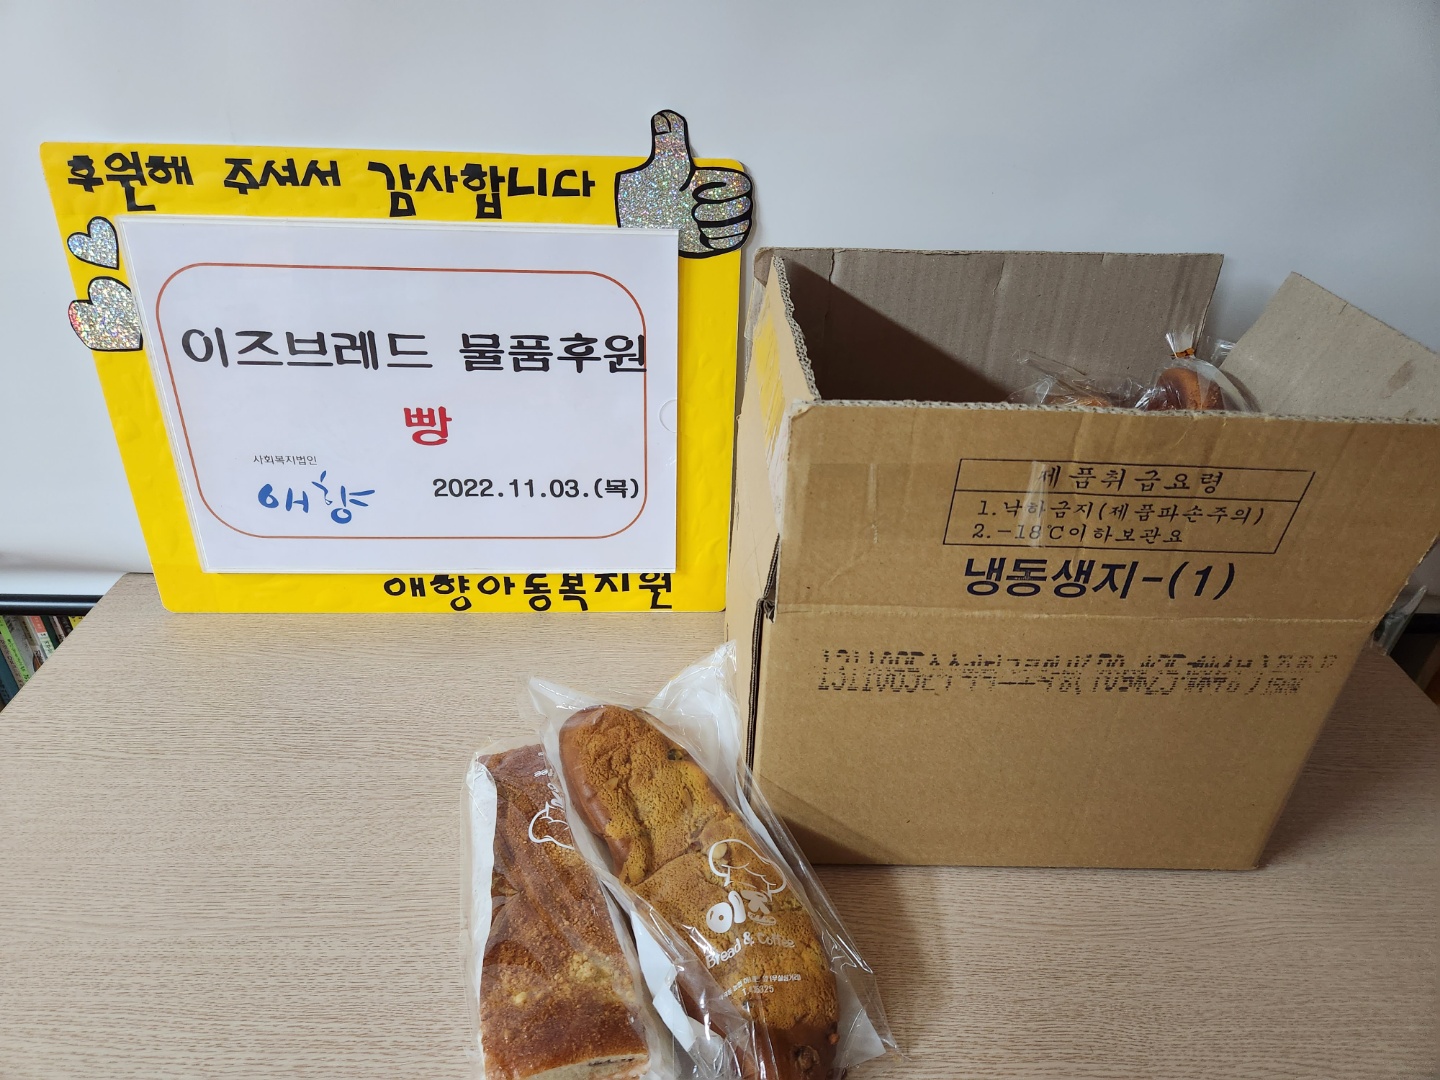 후원해 주셔서 감사합니다
이즈브레드 물품후원
빵
사회복지법인
애향
2022.11.03.(목)
애향아동복지원
제품취급요령
1.낙하금지(제품파손주의)
2.-18℃이하보관요
냉동생지-(1)
이즈
Bread & Coffee